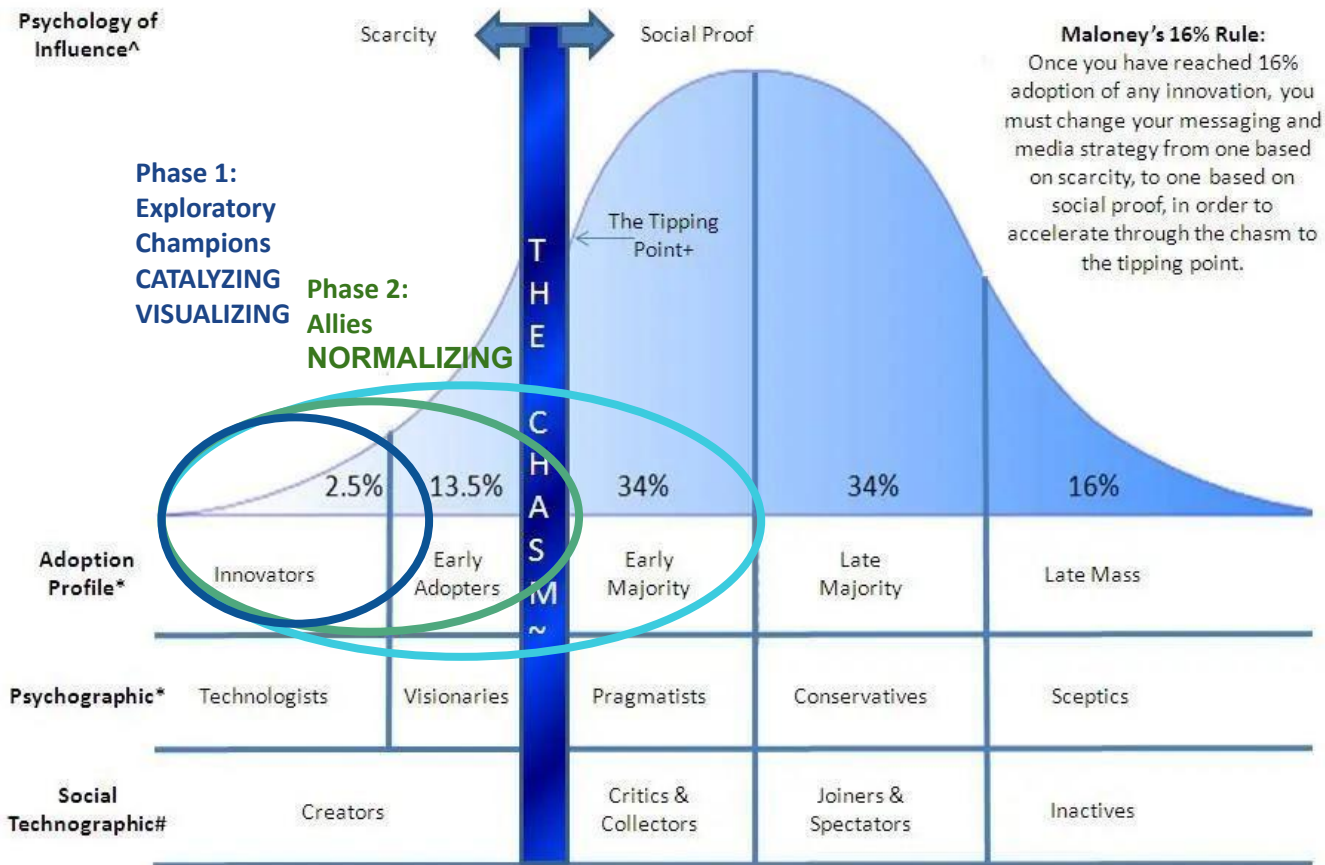 Psychology of
Influence^
Scarcity
Social Proof
Maloney's 16% Rule:
Once you have reached 16%
adoption of any innovation, you
must change your messaging and
media strategy from one based
on scarcity, to one based on
social proof, in order to
accelerate through the chasm to
the tipping point.
Phase 1:
Exploratory
Champions
CATALYZING
VISUALIZING
Phase 2:
Allies
NORMALIZING
THE CHASM~
The Tipping
Point+
2.5%
13.5%
34%
34%
16%
Adoption
Profile*
Innovators
Early
Adopters
Early
Majority
Late
Majority
Late Mass
Psychographic*
Technologists
Visionaries
Pragmatists
Conservatives
Sceptics
Social
Technographic#
Creators
Critics &
Collectors
Joiners &
Spectators
Inactives